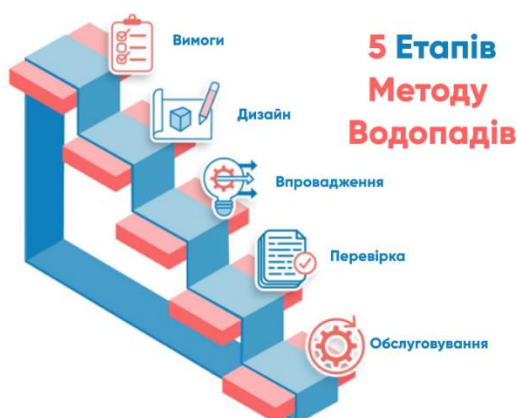 5 Етапів
Методу
Водопадів
Вимоги
Дизайн
Впровадження
Перевірка
Обслуговування